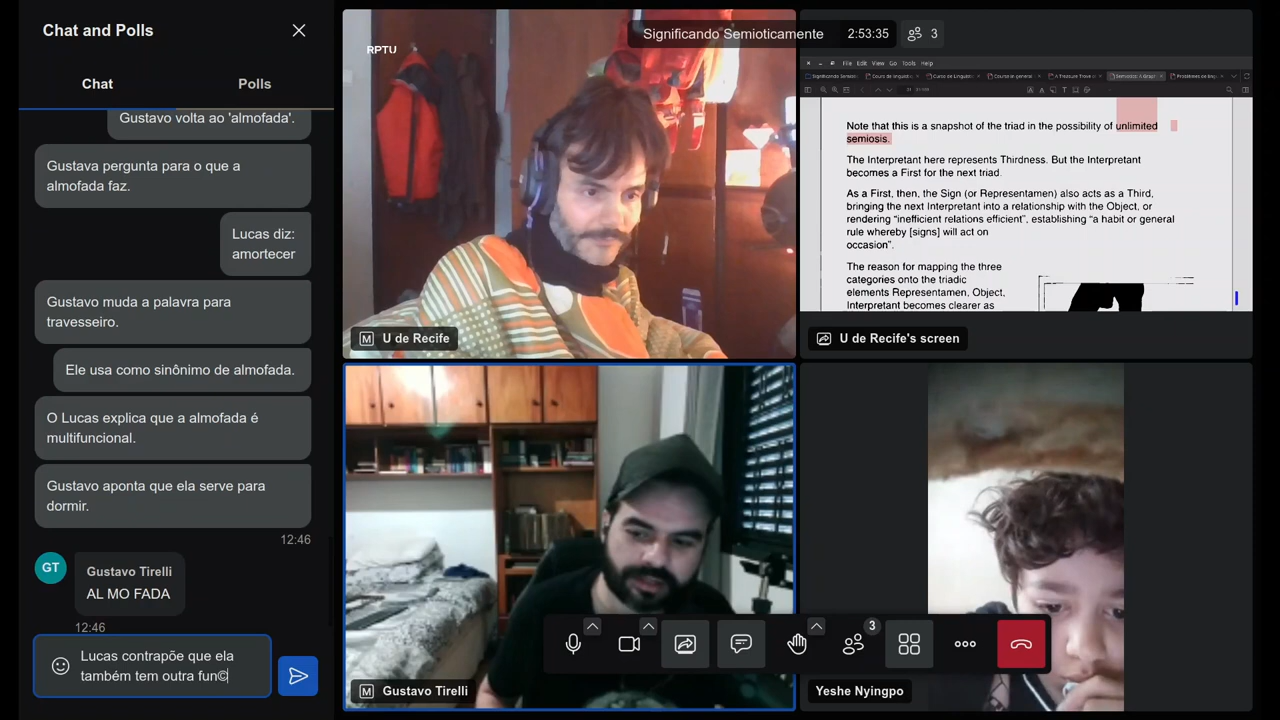 Chat and Polls
Chat
Polls
Gustavo volta ao 'almofada'.
Gustava pergunta para o que a
almofada faz.
Lucas diz:
amortecer
Gustavo muda a palavra para
travesseiro.
Ele usa como sinônimo de almofada.
O Lucas explica que a almofada é
multifuncional.
Gustavo aponta que ela serve para
dormir.
12:46
GT
Gustavo Tirelli
AL MO FADA
12:46
Lucas contrapõe que ela
também tem outra fun©
RPTU
M U de Recife
Significando Semioticamente 2:53:35 3
File Edit View Go Tools Help
Note that this is a snapshot of the triad in the possibility of unlimited
semiosis.
The Interpretant here represents Thirdness. But the Interpretant
becomes a First for the next triad.
As a First, then, the Sign (or Representamen) also acts as a Third,
bringing the next Interpretant into a relationship with the Object, or
rendering “inefficient relations efficient”, establishing “a habit or general
rule whereby [signs] will act on
occasion”.
The reason for mapping the three
categories onto the triadic
elements Representamen, Object,
Interpretant becomes clearer as
U de Recife's screen
M Gustavo Tirelli
3
Yeshe Nyingpo